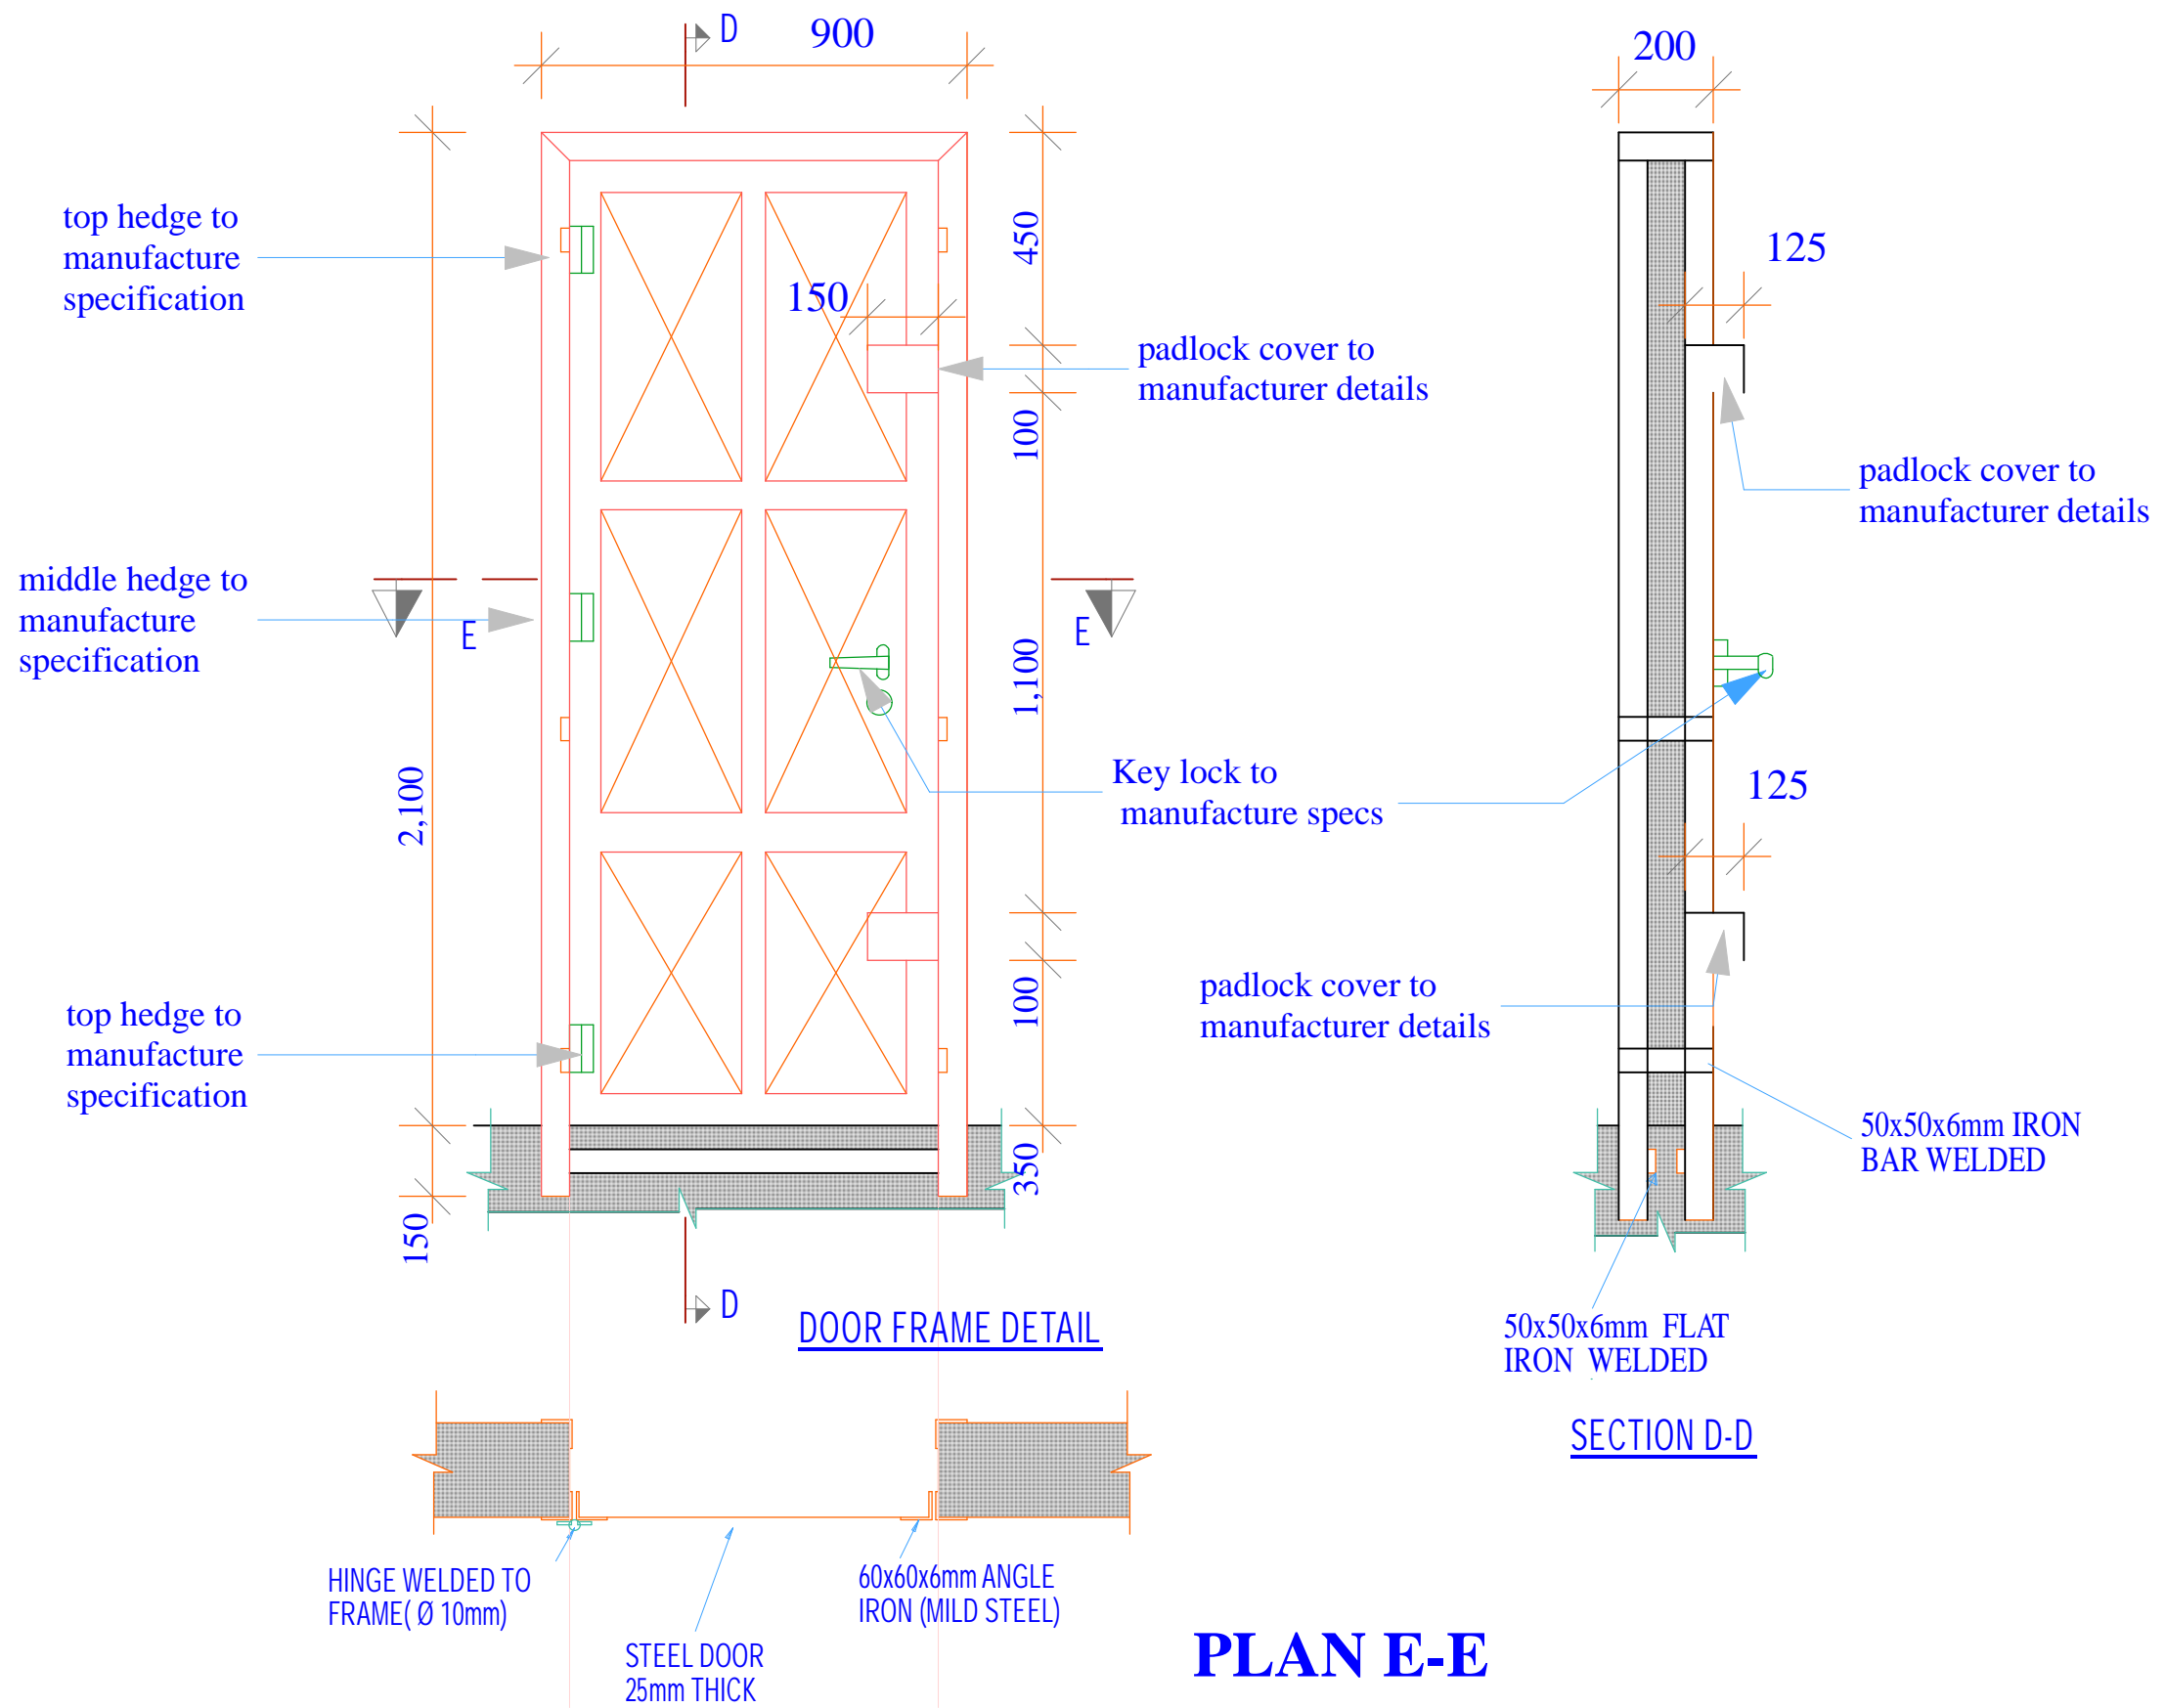 D
900
200
top hedge to
manufacture
specification
450
125
150
padlock cover to
manufacturer details
100
padlock cover to
manufacturer details
middle hedge to
manufacture
specification
E
E
1,100
2,100
Key lock to
manufacture specs
125
padlock cover to
manufacturer details
100
top hedge to
manufacture
specification
50x50x6mm IRON
BAR WELDED
350
150
D
DOOR FRAME DETAIL
50x50x6mm FLAT
IRON WELDED
SECTION D-D
HINGE WELDED TO
FRAME( Ø 10mm)
60x60x6mm ANGLE
IRON (MILD STEEL)
STEEL DOOR
25mm THICK
PLAN E-E